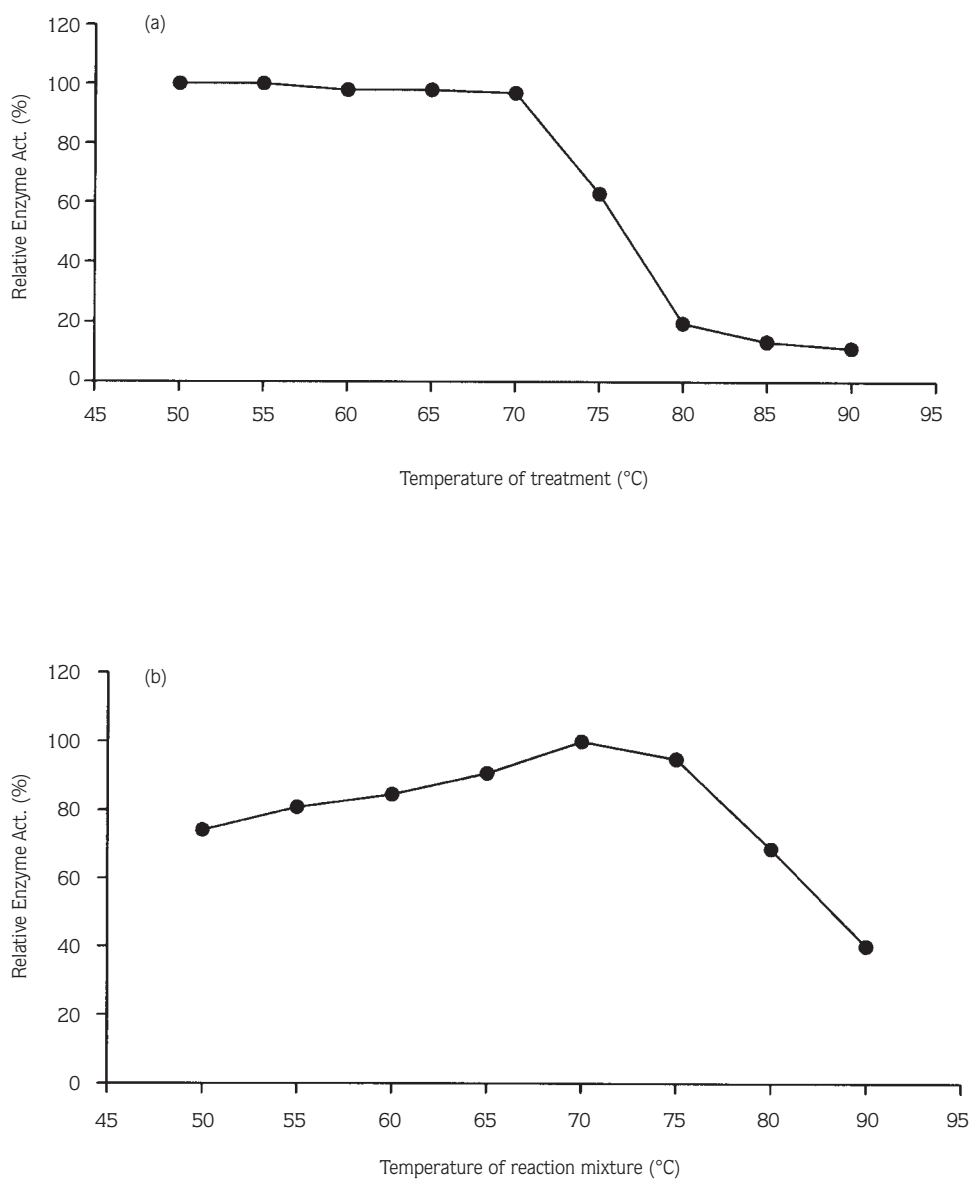 (a)
Relative Enzyme Act. (%)
120
100
80
60
40
20
0
45 50 55 60 65 70 75 80 85 90 95
Temperature of treatment (°C)
(b)
Relative Enzyme Act. (%)
120
100
80
60
40
20
0
45 50 55 60 65 70 75 80 90 95
Temperature of reaction mixture (°C)